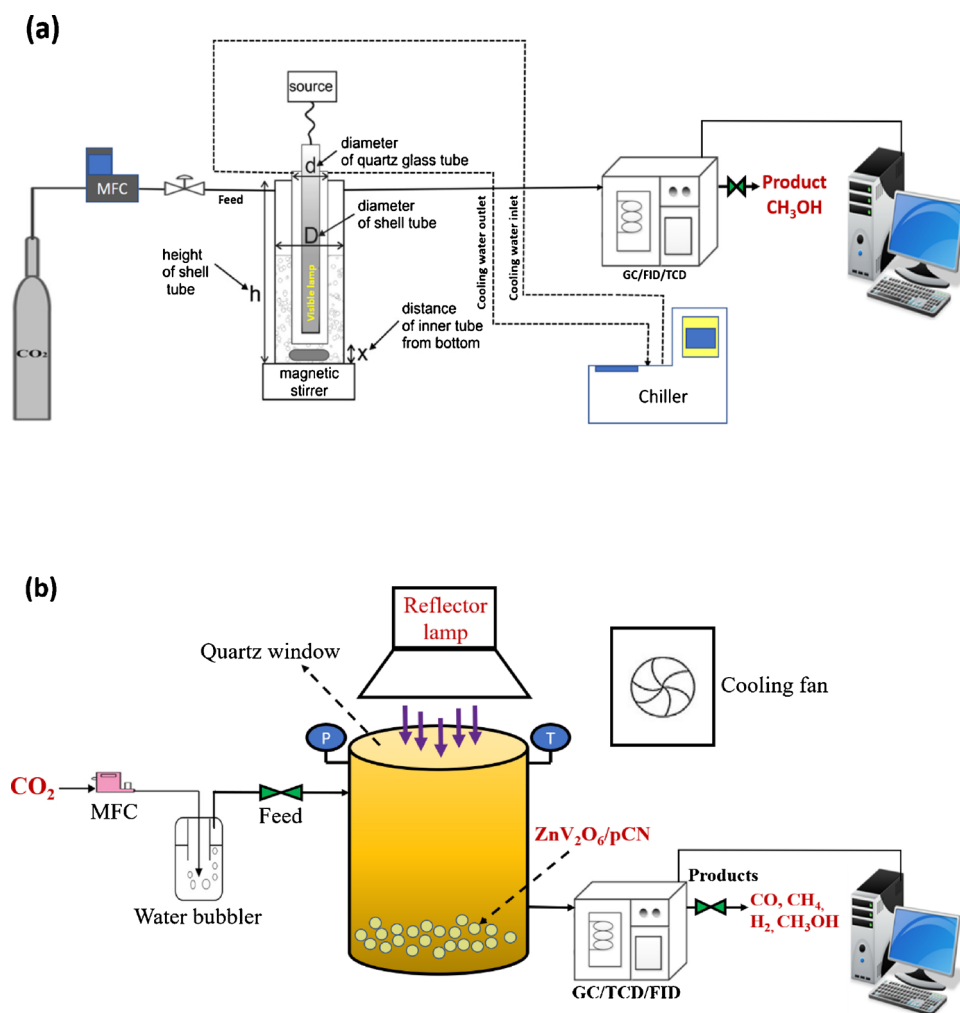 (a)
source
diameter
of quartz glass tube
d
MFC
Feed
diameter
of shell tube
D
height
of shell
tube
h
Visible lamp
Cooling water outlet
Cooling water inlet
distance
of inner tube
from bottom
X
magnetic
stirrer
CO₂
GC/FID/TCD
Product
CH₃OH
Chiller
(b)
Reflector
lamp
Quartz window
Cooling fan
P
T
CO₂
MFC
Feed
Water bubbler
ZnV₂O₆/pCN
Products
CO, CH₄,
H₂, CH₃OH
GC/TCD/FID